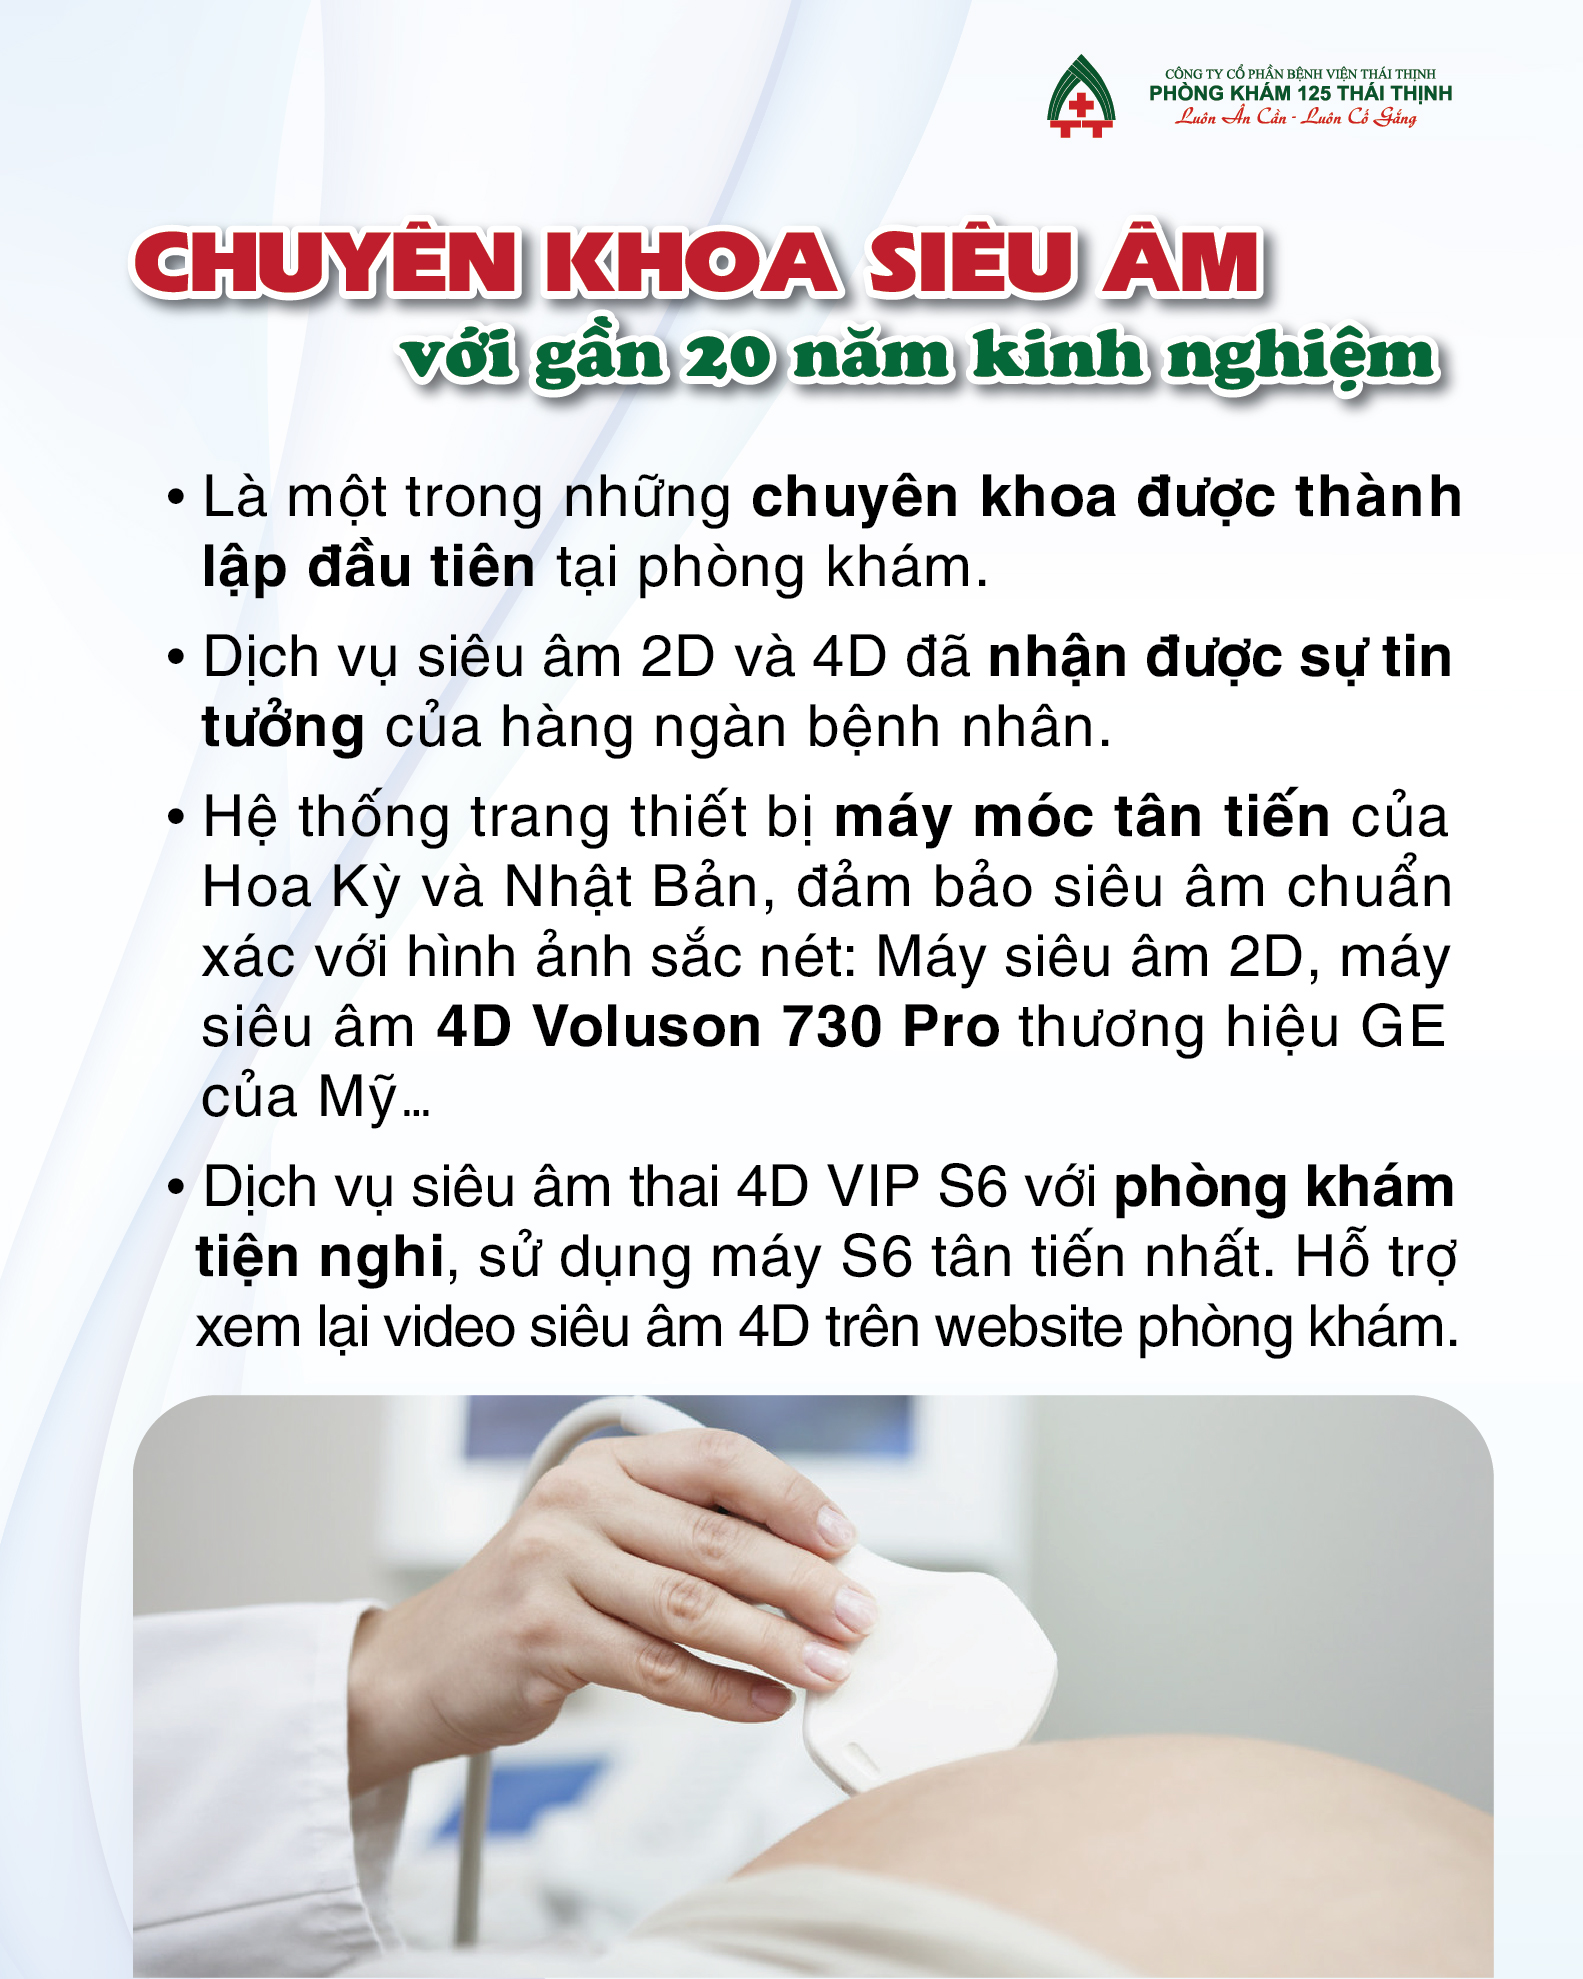 CÔNG TY CỔ PHẦN BỆNH VIỆN THÁI THỊNH
PHÒNG KHÁM 125 THÁI THỊNH
Luôn Ân Cần - Luôn Cố Gắng
CHUYÊN KHOA SIÊU ÂM
với gần 20 năm kinh nghiệm
• Là một trong những chuyên khoa được thành
lập đầu tiên tại phòng khám.
• Dịch vụ siêu âm 2D và 4D đã nhận được sự tin
tưởng của hàng ngàn bệnh nhân.
• Hệ thống trang thiết bị máy móc tân tiến của
Hoa Kỳ và Nhật Bản, đảm bảo siêu âm chuẩn
xác với hình ảnh sắc nét: Máy siêu âm 2D, máy
siêu âm 4D Voluson 730 Pro thương hiệu GE
của Mỹ...
• Dịch vụ siêu âm thai 4D VIP S6 với phòng khám
tiện nghi, sử dụng máy S6 tân tiến nhất. Hỗ trợ
xem lại video siêu âm 4D trên website phòng khám.